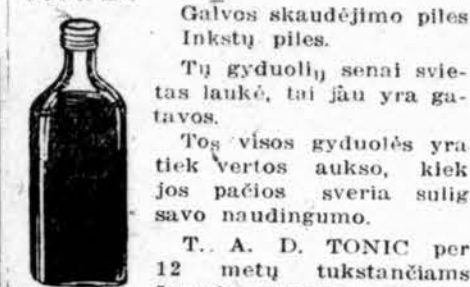 Galvos skaudėjimo piles
Inkstų piles.
Tų gyduolių senai svie-
tas laukė, tai jau yra ga-
tavos.
Tos visos gyduolės yra
tiek vertos aukso, kiek
jos pačios sveria sulig
savo naudingumo.
T. A. D. TONIC per
12 metų tukstančiams